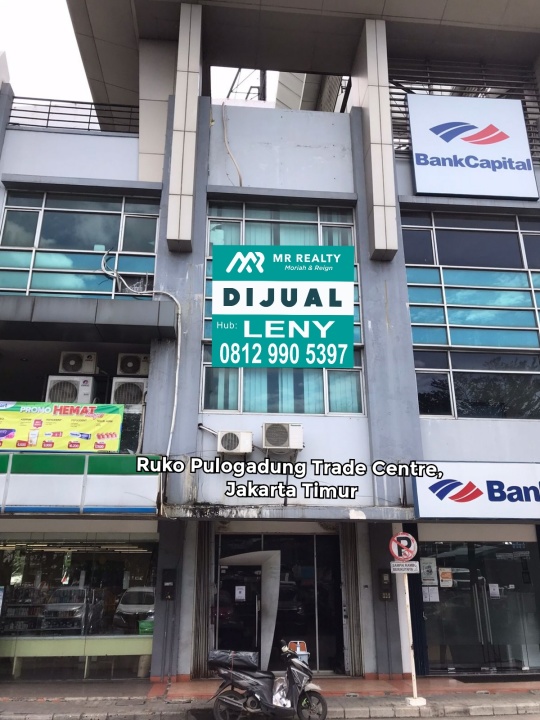 BankCapital
MR REALTY
Moriah & Reign
DIJUAL
Hub: LENY
0812 990 5397
PROMO HEMAT
Ruko Pulogadung Trade Centre,
Jakarta Timur
Ban
P